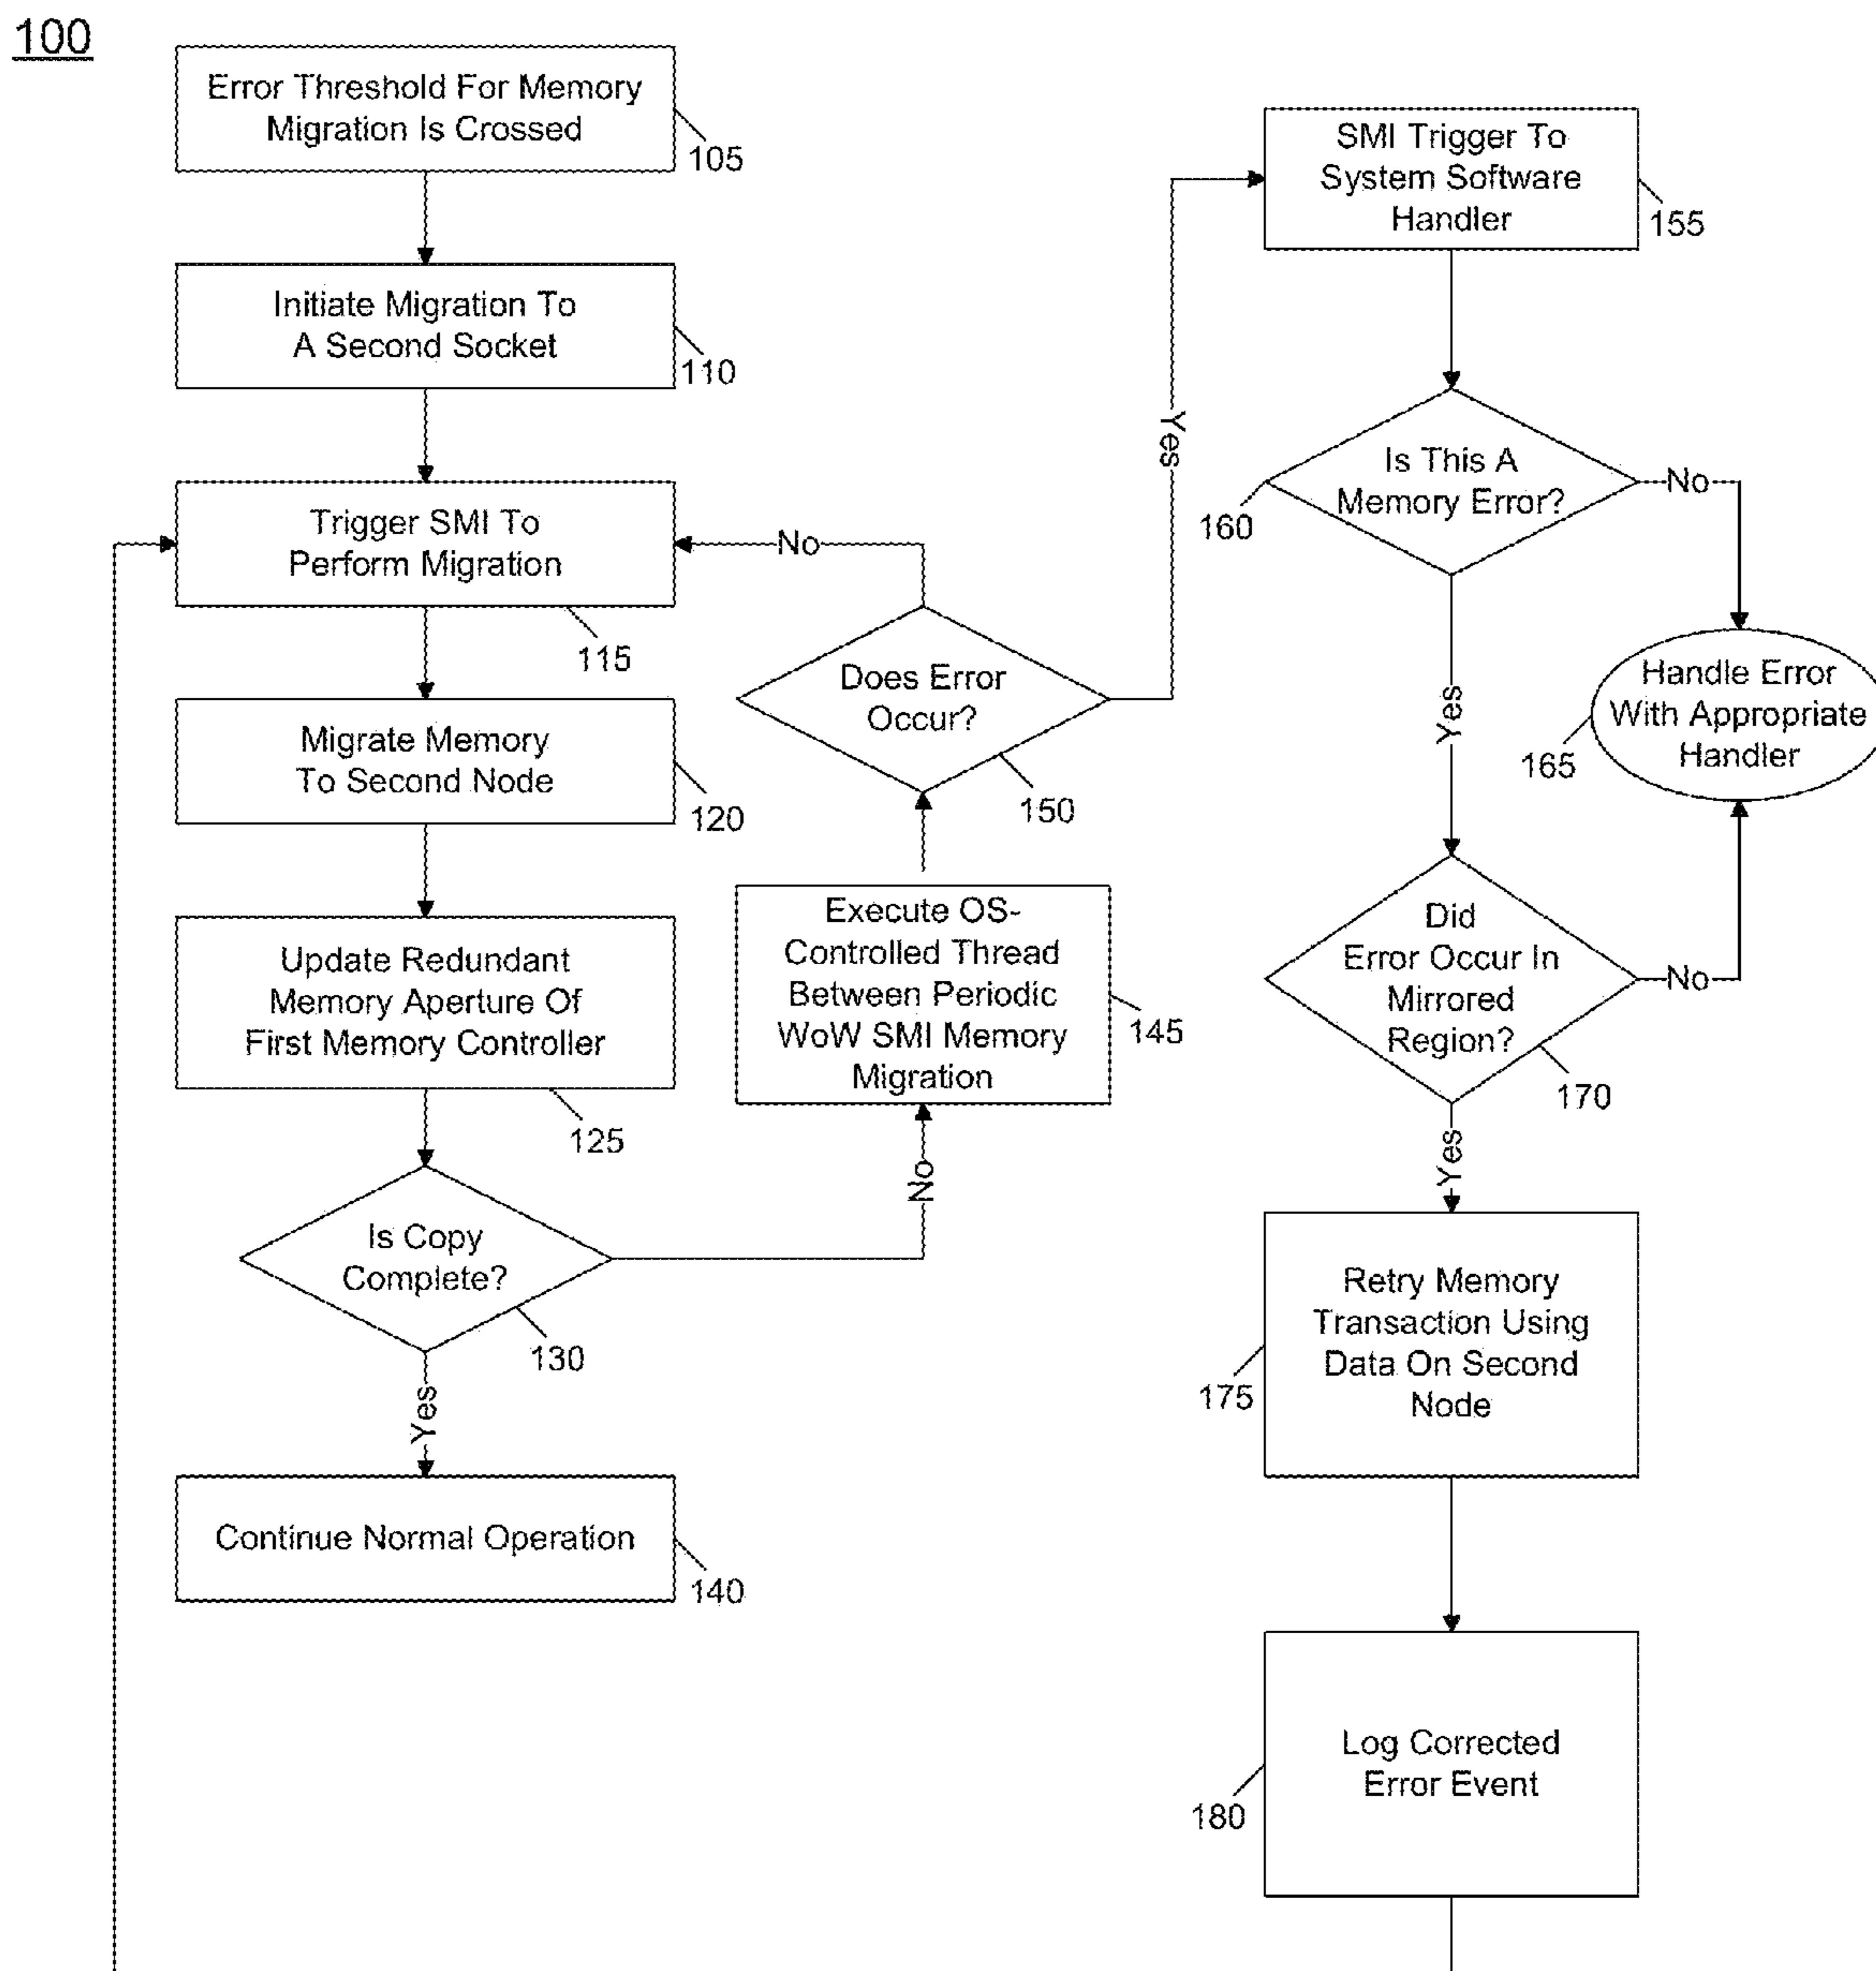 100
Error Threshold For Memory
Migration Is Crossed
105
Initiate Migration To
A Second Socket
110
Trigger SMI To
Perform Migration
115
Migrate Memory
To Second Node
120
Update Redundant
Memory Aperture Of
First Memory Controller
125
Is Copy
Complete?
130
Yes
Continue Normal Operation
140
No
Execute OS-
Controlled Thread
Between Periodic
WoW SMI Memory
Migration
145
Does Error
Occur?
150
No
Yes
SMI Trigger To
System Software
Handler
155
Is This A
Memory Error?
160
No
Handle Error
With Appropriate
Handler
165
Yes
Did
Error Occur In
Mirrored
Region?
170
No
Yes
Retry Memory
Transaction Using
Data On Second
Node
175
Log Corrected
Error Event
180